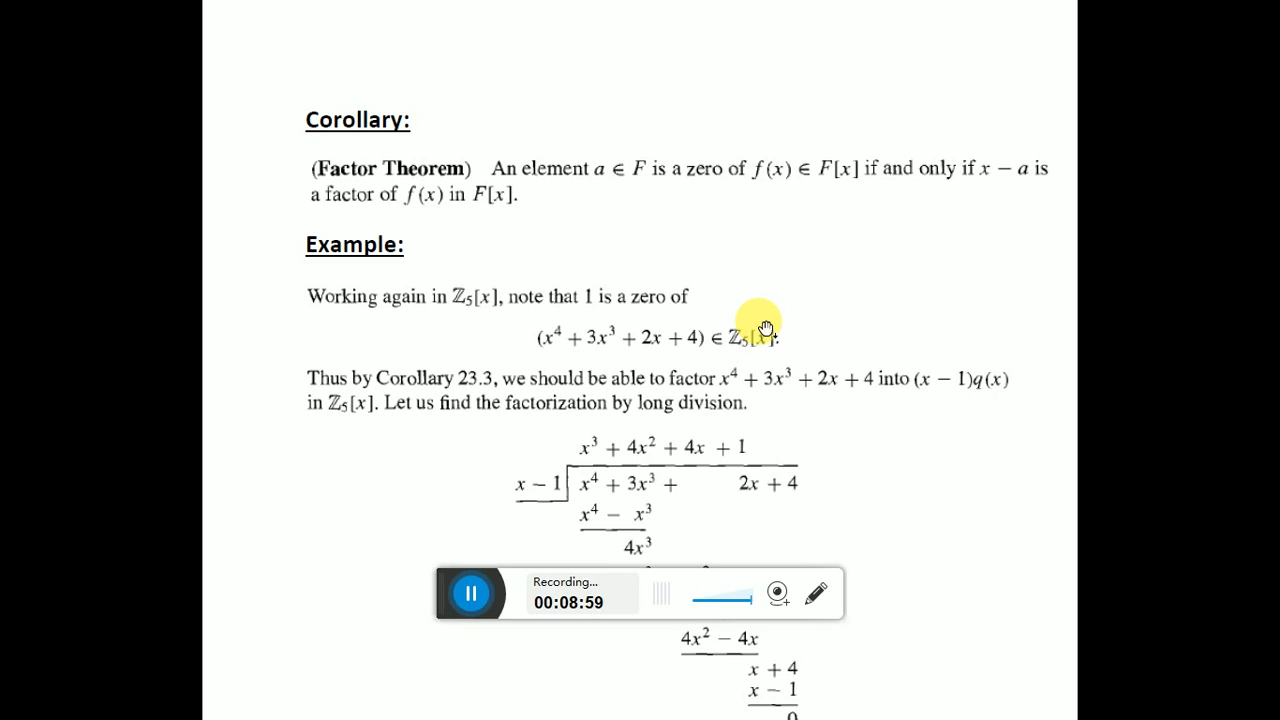 Corollary:
(Factor Theorem) An element a ∈ F is a zero of f(x) ∈ F[x] if and only if x − a is
a factor of f(x) in F[x].
Example:
Working again in ℤ₅[x], note that 1 is a zero of
(x⁴ + 3x³ + 2x + 4) ∈ ℤ₅[x].
Thus by Corollary 23.3, we should be able to factor x⁴ + 3x³ + 2x + 4 into (x − 1)q(x)
in ℤ₅[x]. Let us find the factorization by long division.
x³ + 4x² + 4x + 1
x − 1 x⁴ + 3x³ + 2x + 4
x⁴ − x³
4x³
Recording...
00:08:59
4x² − 4x
x + 4
x − 1
0